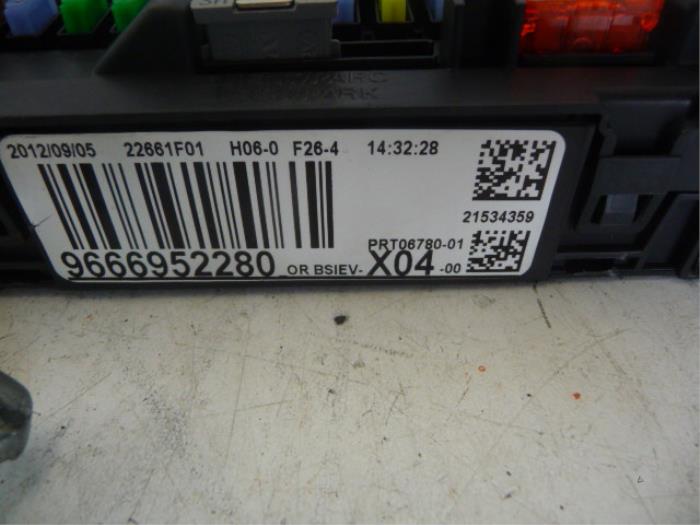 PARK
2012/09/05 22661F01 H06-0 F26-4 14:32:28
21534359
PRT06780-01
9666952280 OR BSIEV- X04 -00